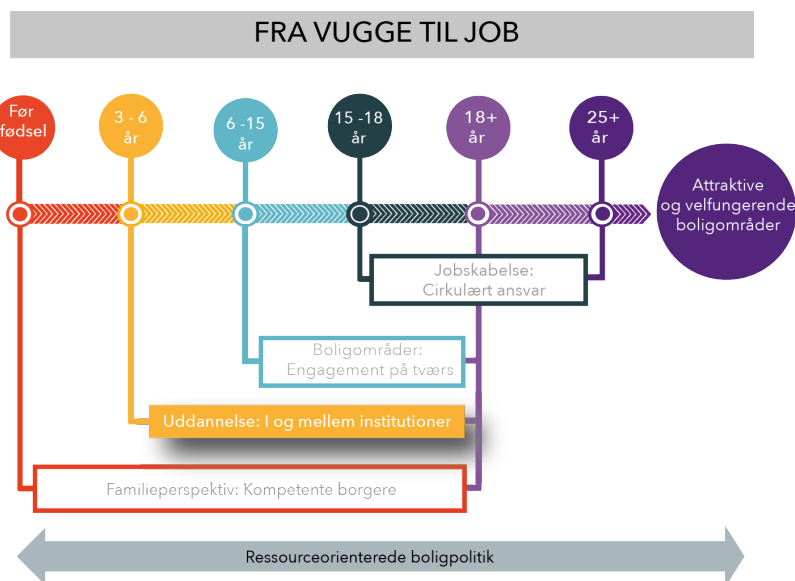 FRA VUGGE TIL JOB
Før
fødsel
3 - 6
år
6 -15
år
15 -18
år
18+
år
25+
år
Attraktive
og velfungerende
boligområder
Jobskabelse:
Cirkulært ansvar
Boligområder:
Engagement på tværs
Uddannelse: I og mellem institutioner
Familieperspektiv: Kompetente borgere
Ressourceorienterede boligpolitik